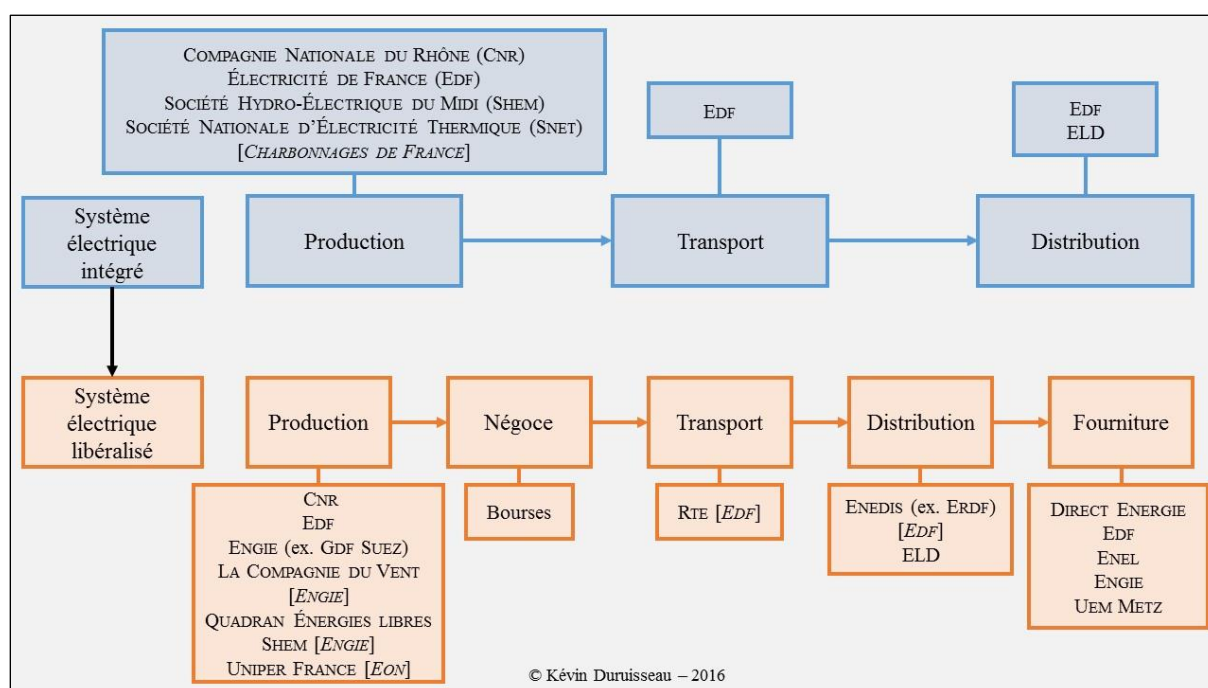 COMPAGNIE NATIONALE DU RHÔNE (CNR)
ÉLECTRICITÉ DE FRANCE (EDF)
SOCIÉTÉ HYDRO-ÉLECTRIQUE DU MIDI (SHEM)
SOCIÉTÉ NATIONALE D'ÉLECTRICITÉ THERMIQUE (SNET)
[CHARBONNAGES DE FRANCE]
EDF
EDF
ELD
Système
électrique
intégré
Production
Transport
Distribution
Système
électrique
libéralisé
Production
Négoce
Transport
Distribution
Fourniture
CNR
EDF
ENGIE (ex. GDF SUEZ)
LA COMPAGNIE DU VENT
[ENGIE]
QUADRAN ÉNERGIES LIBRES
SHEM [ENGIE]
UNIPER FRANCE [EON]
Bourses
RTE [EDF]
ENEDIS (ex. ERDF)
[EDF]
ELD
DIRECT ENERGIE
EDF
ENEL
ENGIE
UEM METZ
© Kévin Duruisseau – 2016